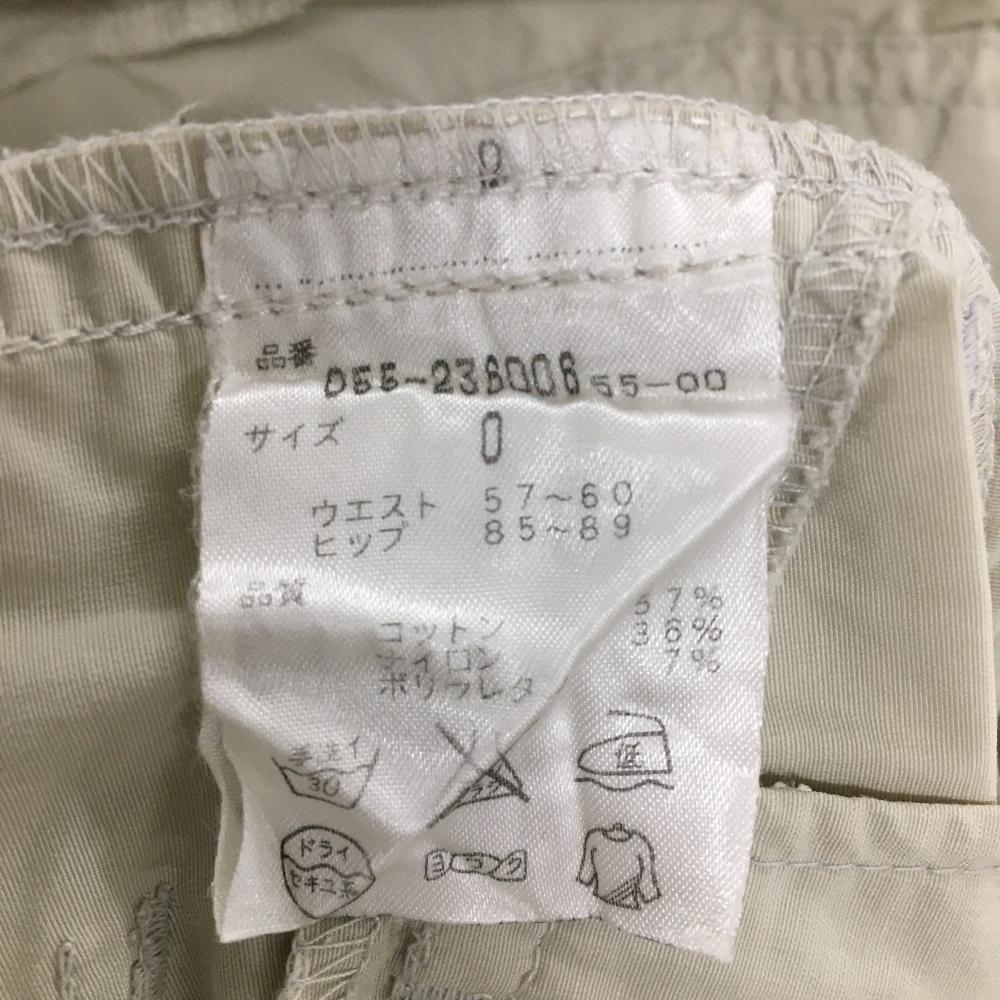 0
品番 055-236006 55-00
サイズ 0
ウエスト 57~60
ヒップ 85~89
品質
コットン 57%
ナイロン 36%
ポリウレタ 7%
手洗イ
30
低
ドライ
セキユ系
ヨワク